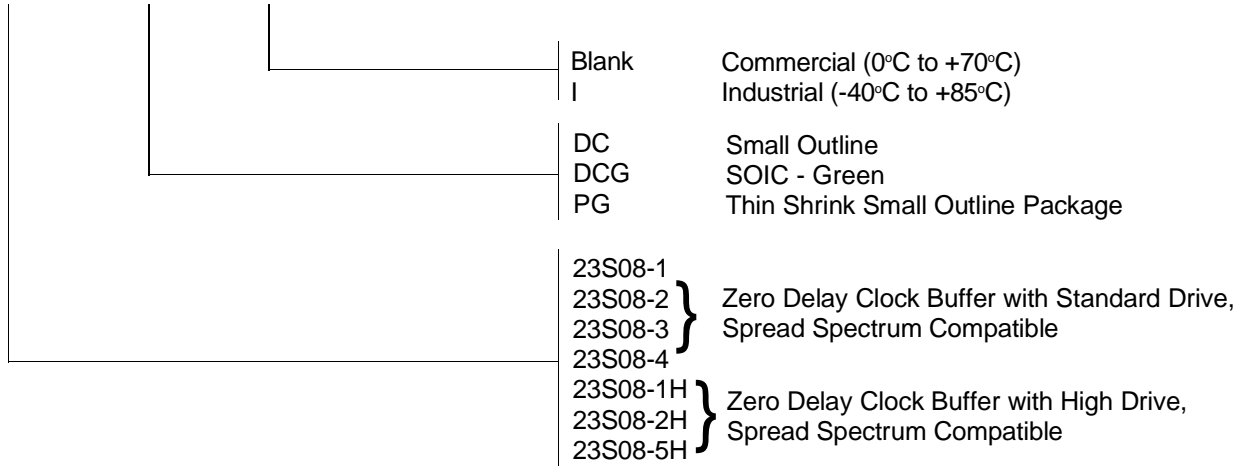 Blank Commercial (0°C to +70°C)
I Industrial (-40°C to +85°C)
DC Small Outline
DCG SOIC - Green
PG Thin Shrink Small Outline Package
23S08-1
23S08-2
23S08-3
23S08-4
} Zero Delay Clock Buffer with Standard Drive,
Spread Spectrum Compatible
23S08-1H
23S08-2H
23S08-5H
} Zero Delay Clock Buffer with High Drive,
Spread Spectrum Compatible